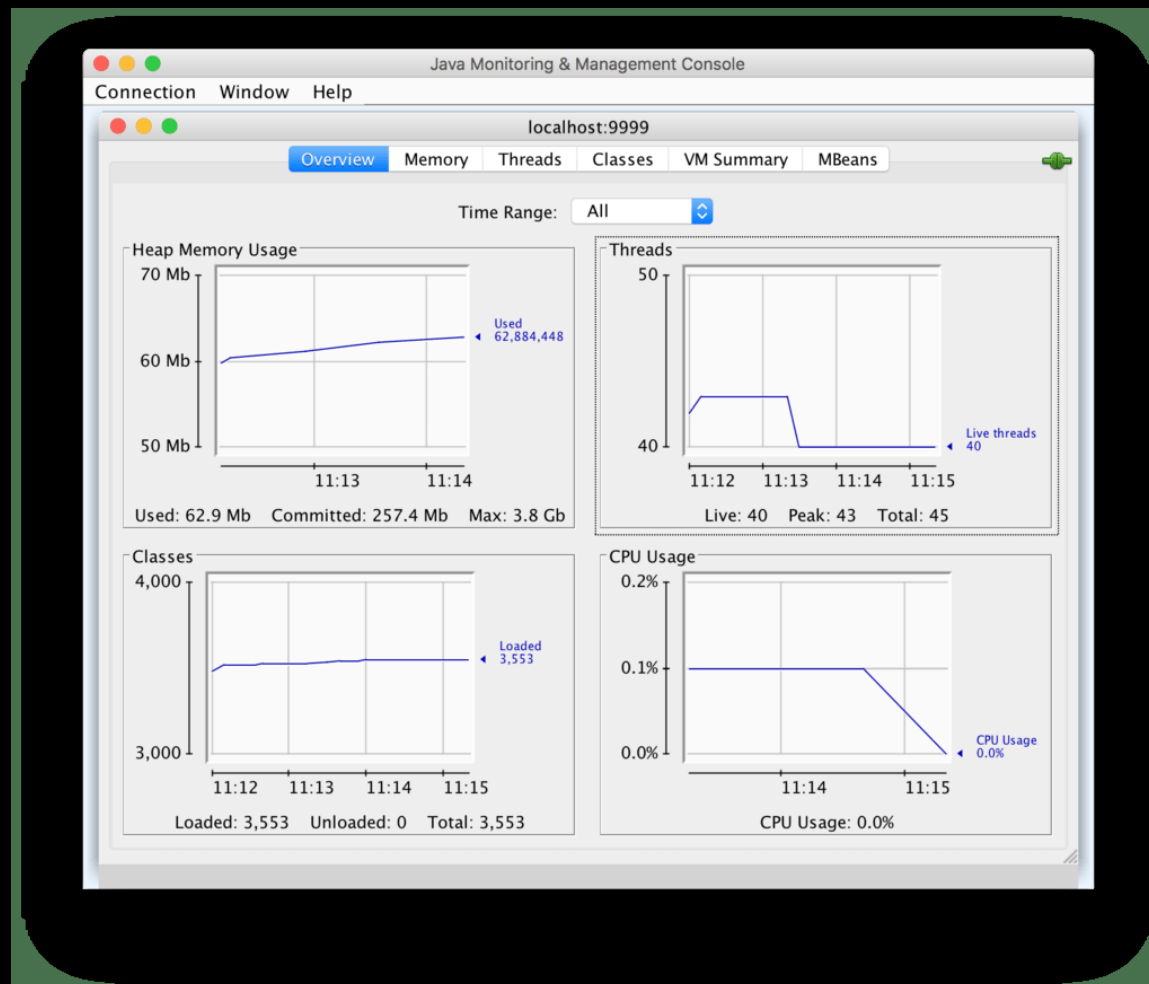 Java Monitoring & Management Console
Connection Window Help
localhost:9999
Overview Memory Threads Classes VM Summary MBeans
Time Range: All
Heap Memory Usage
70 Mb
60 Mb
50 Mb
Used
62,884,448
11:13 11:14
Used: 62.9 Mb Committed: 257.4 Mb Max: 3.8 Gb
Threads
50
40
Live threads
40
11:12 11:13 11:14 11:15
Live: 40 Peak: 43 Total: 45
Classes
4,000
3,000
Loaded
3,553
11:12 11:13 11:14 11:15
Loaded: 3,553 Unloaded: 0 Total: 3,553
CPU Usage
0.2%
0.1%
0.0%
CPU Usage
0.0%
11:14 11:15
CPU Usage: 0.0%